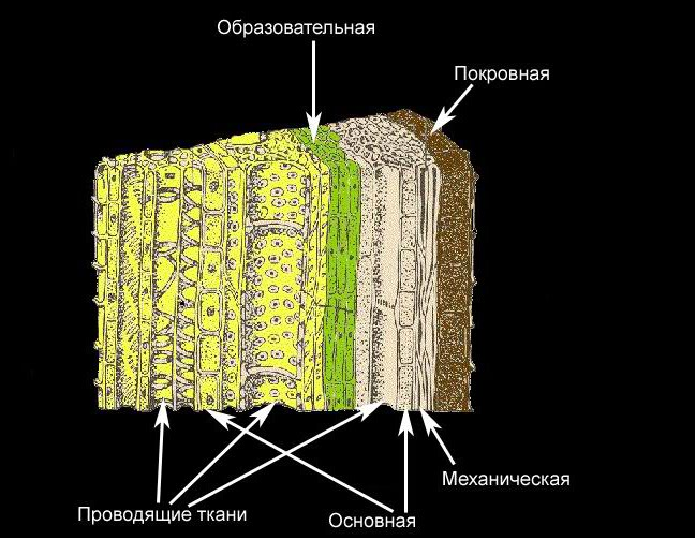 Образовательная
Покровная
Механическая
Проводящие ткани
Основная